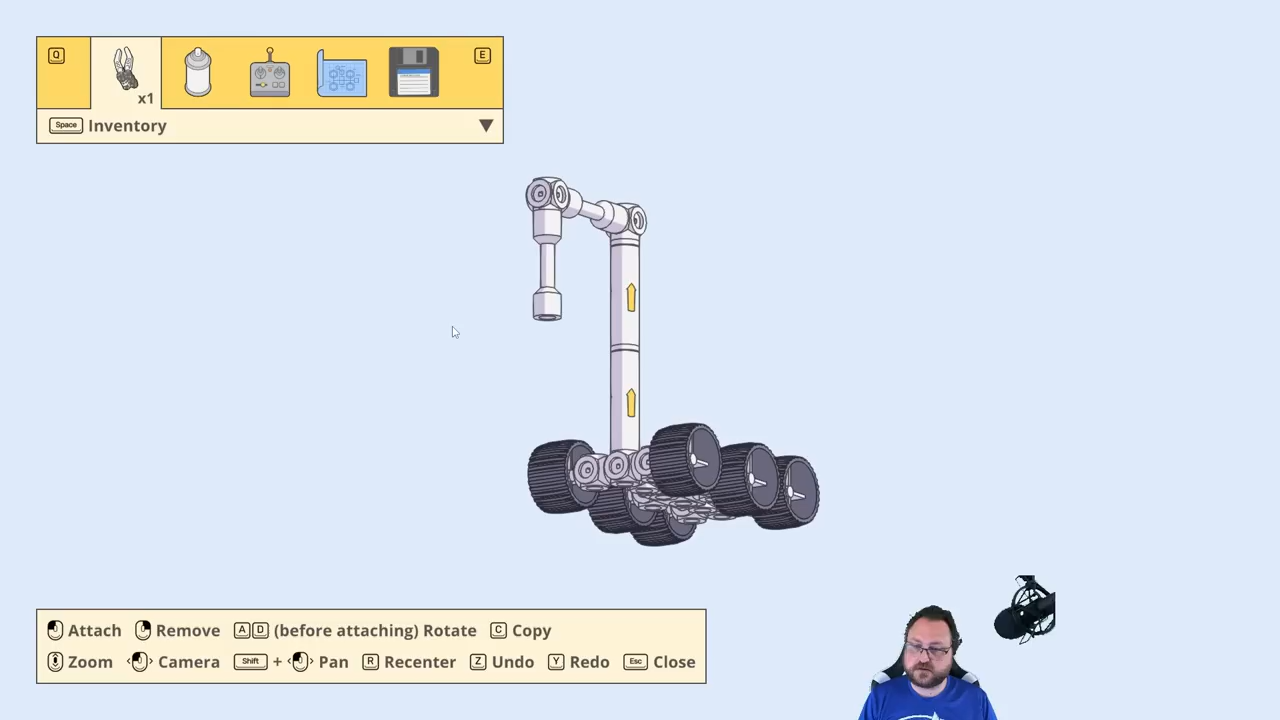 Q
E
x1
Space Inventory
Attach Remove A D (before attaching) Rotate C Copy
Zoom Camera Shift + Pan R Recenter Z Undo Y Redo Esc Close